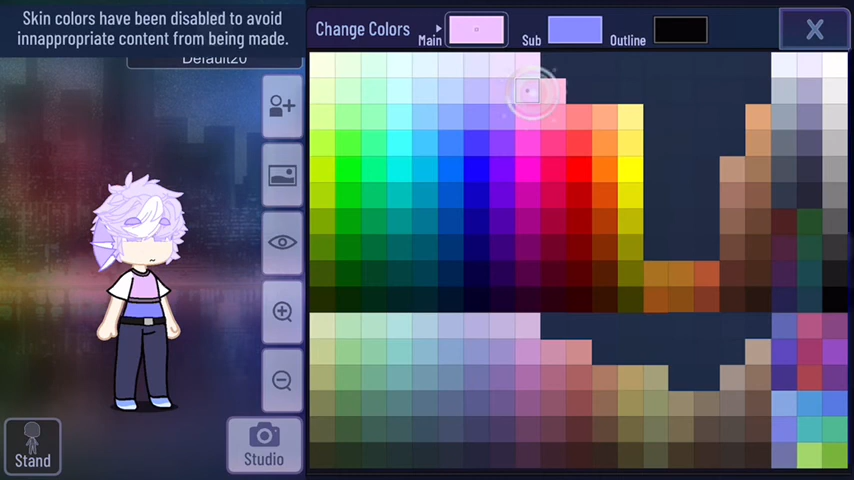 Skin colors have been disabled to avoid
innappropriate content from being made.
Default20
Change Colors
Main
Sub
Outline
X
Stand
Studio